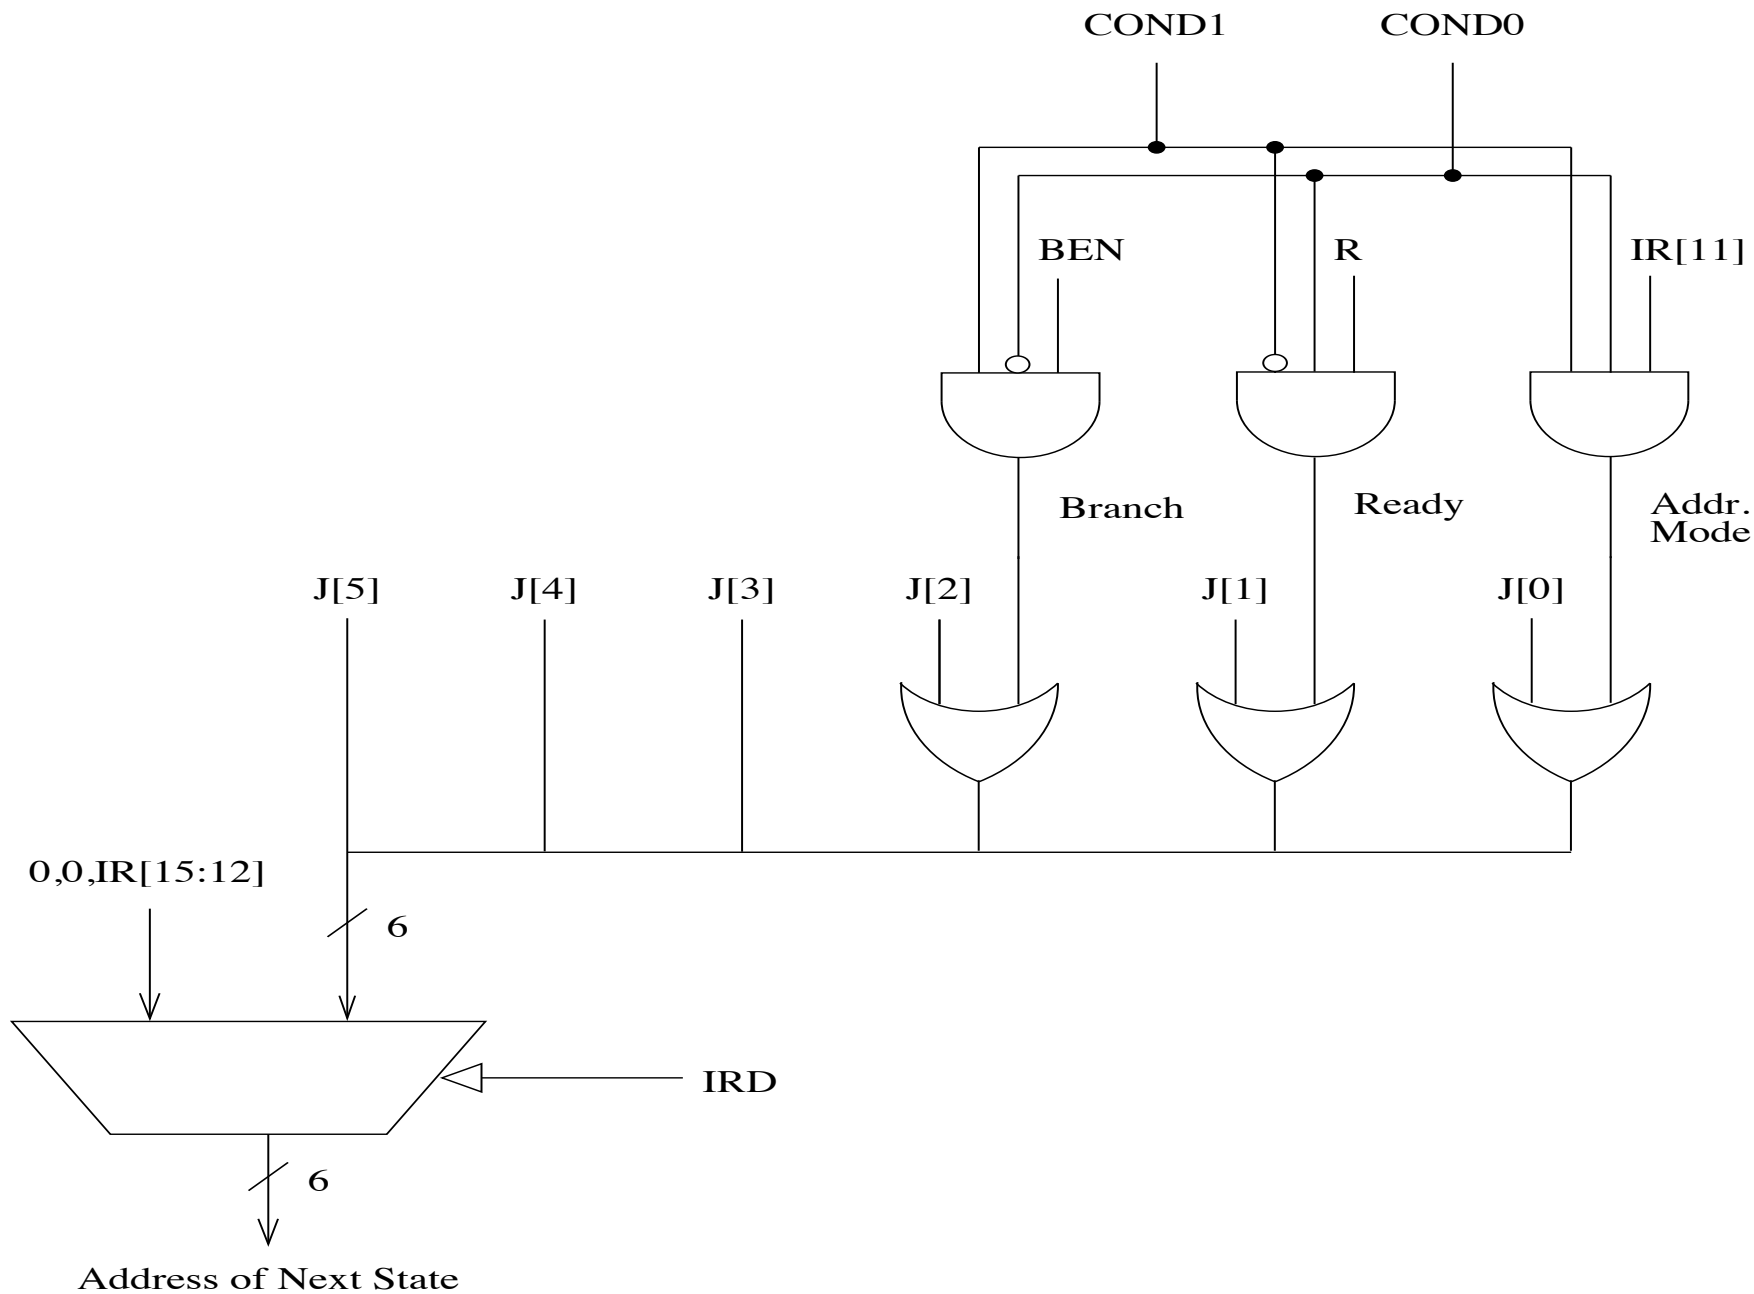 COND1 COND0
BEN R IR[11]
Branch Ready Addr.
Mode
J[5] J[4] J[3] J[2] J[1] J[0]
0,0,IR[15:12]
6
IRD
6
Address of Next State